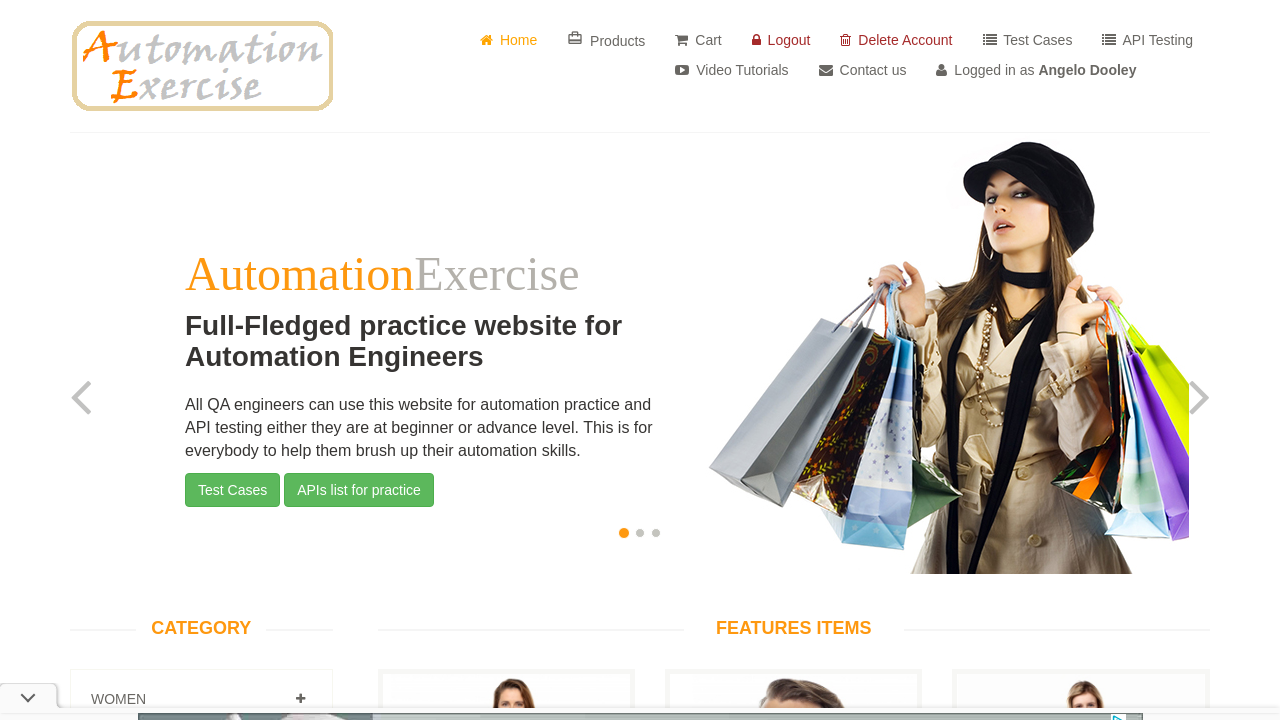 Automation
Exercise
Home
Products
Cart
Logout
Delete Account
Test Cases
API Testing
Video Tutorials
Contact us
Logged in as Angelo Dooley
AutomationExercise
Full-Fledged practice website for
Automation Engineers
All QA engineers can use this website for automation practice and
API testing either they are at beginner or advance level. This is for
everybody to help them brush up their automation skills.
Test Cases
APIs list for practice
CATEGORY
FEATURES ITEMS
WOMEN